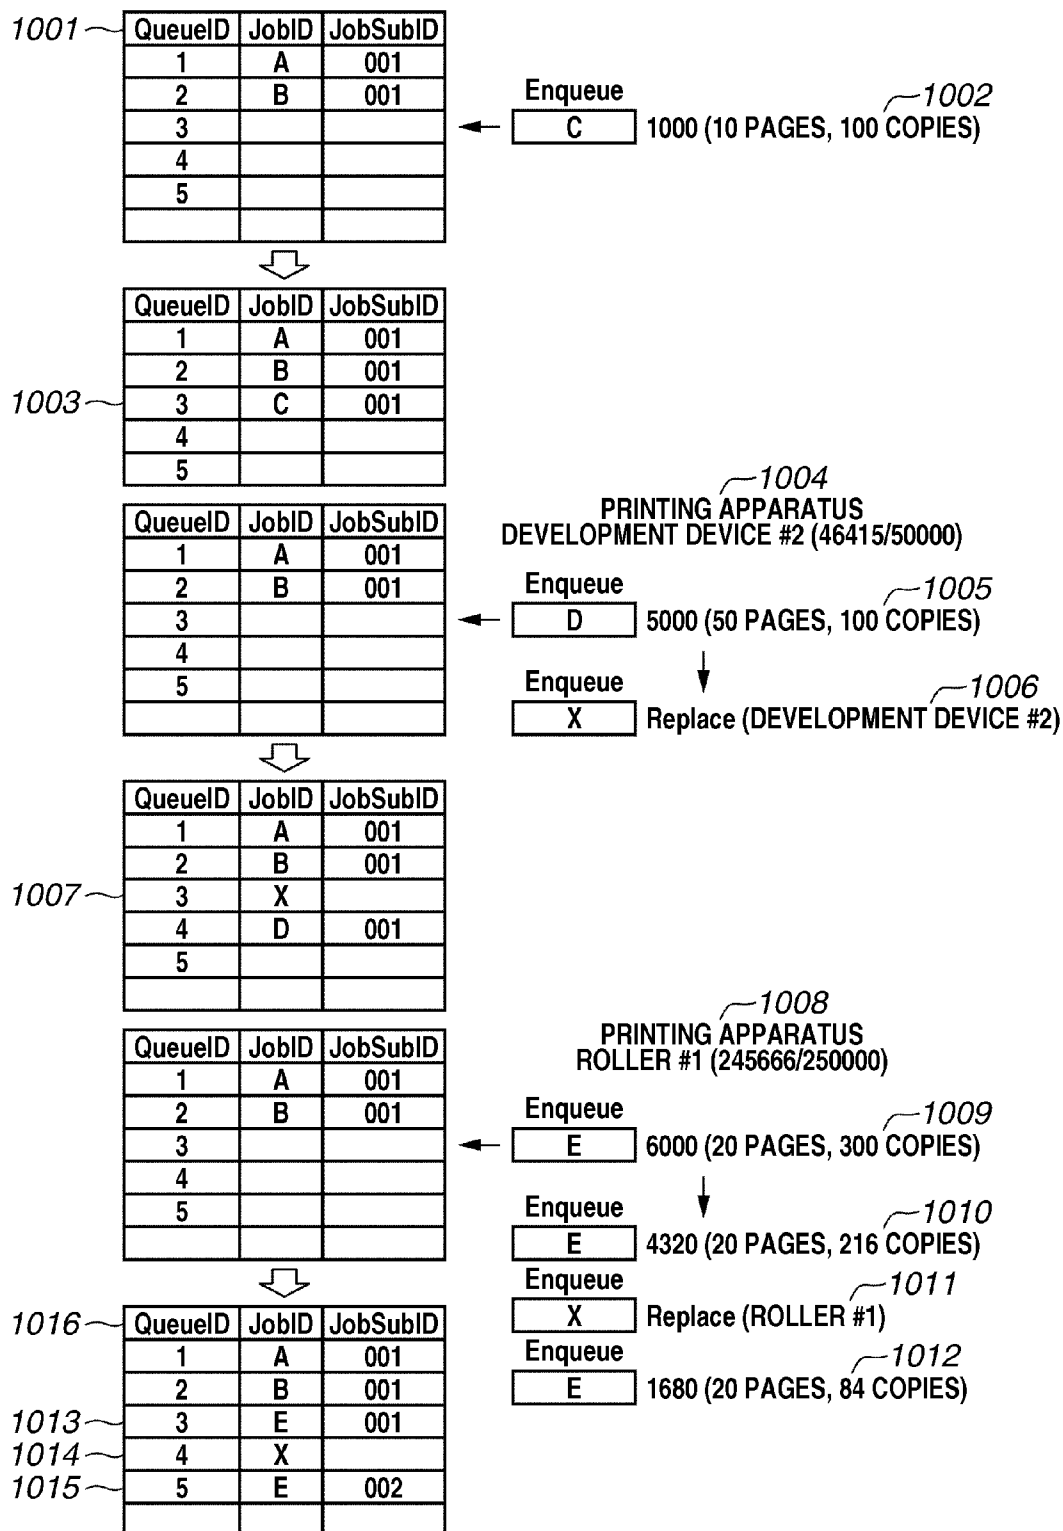 1001 QueueID JobID JobSubID
1 A 001
2 B 001
3
4
5
Enqueue
C 1000 (10 PAGES, 100 COPIES) 1002
QueueID JobID JobSubID
1 A 001
2 B 001
1003 3 C 001
4
5
QueueID JobID JobSubID
1 A 001
2 B 001
3
4
5
1004
PRINTING APPARATUS
DEVELOPMENT DEVICE #2 (46415/50000)
Enqueue 1005
D 5000 (50 PAGES, 100 COPIES)
Enqueue 1006
X Replace (DEVELOPMENT DEVICE #2)
QueueID JobID JobSubID
1 A 001
2 B 001
1007 3 X
4 D 001
5
QueueID JobID JobSubID
1 A 001
2 B 001
3
4
5
1008
PRINTING APPARATUS
ROLLER #1 (245666/250000)
Enqueue 1009
E 6000 (20 PAGES, 300 COPIES)
Enqueue 1010
E 4320 (20 PAGES, 216 COPIES)
Enqueue 1011
X Replace (ROLLER #1)
Enqueue 1012
E 1680 (20 PAGES, 84 COPIES)
1016 QueueID JobID JobSubID
1 A 001
2 B 001
1013 3 E 001
1014 4 X
1015 5 E 002